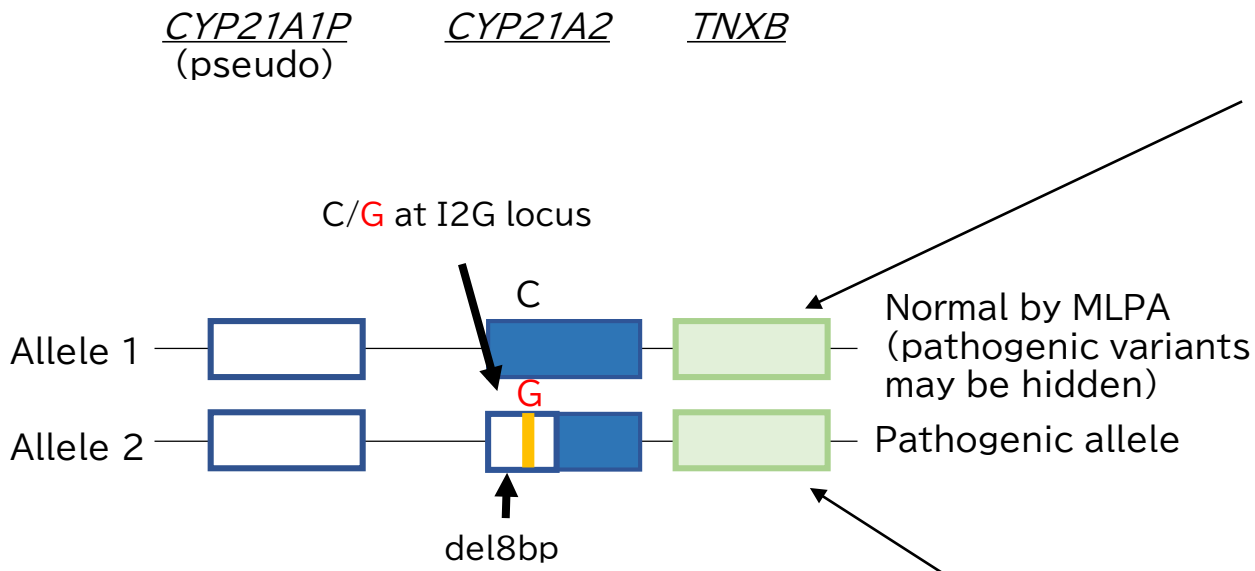 CYP21A1P CYP21A2 TNXB
(pseudo)
C/G at I2G locus
C
Allele 1
Normal by MLPA
(pathogenic variants
may be hidden)
G
Allele 2
Pathogenic allele
del8bp